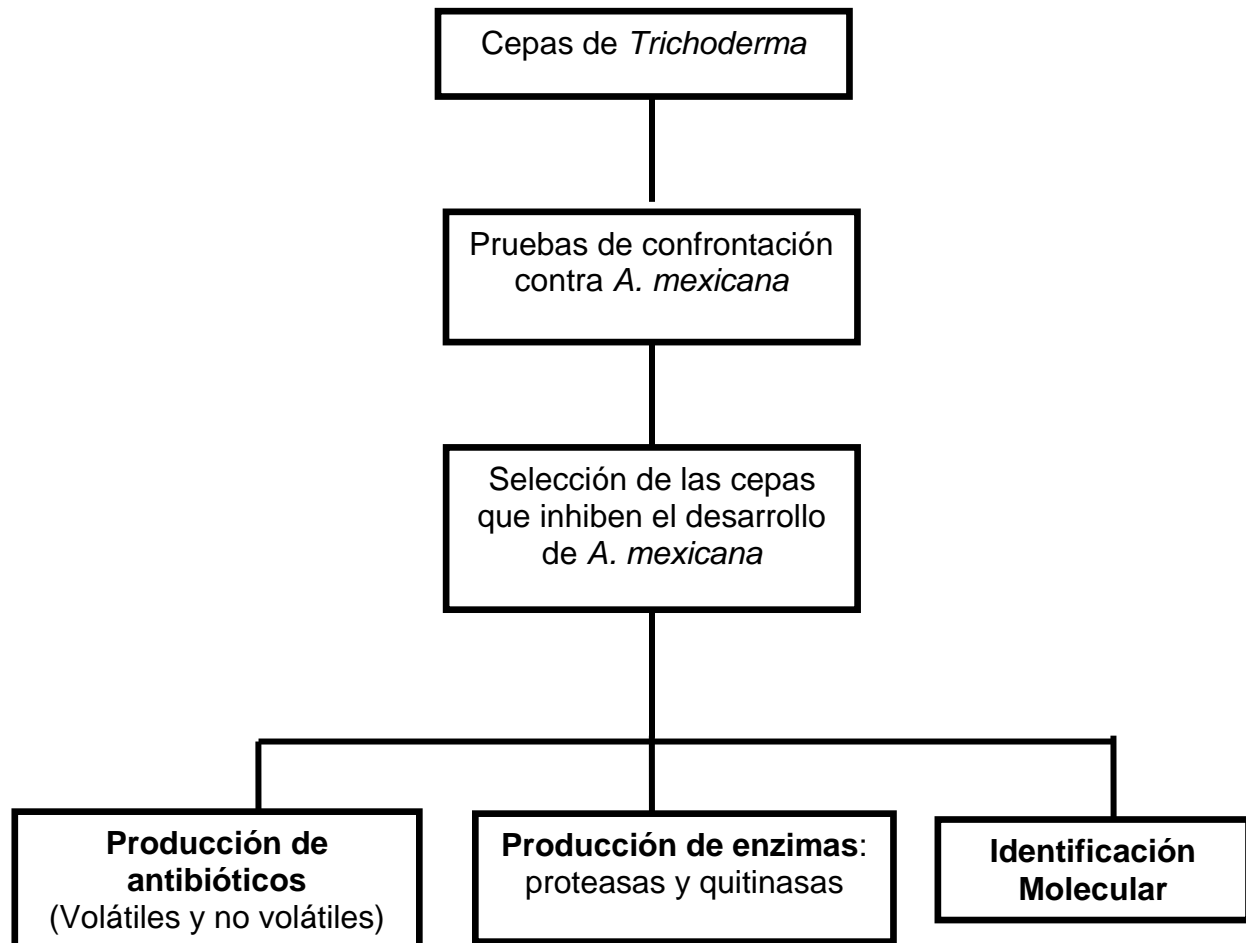 Cepas de Trichoderma
Pruebas de confrontación
contra A. mexicana
Selección de las cepas
que inhiben el desarrollo
de A. mexicana
Producción de
antibióticos
(Volátiles y no volátiles)
Producción de enzimas:
proteasas y quitinasas
Identificación
Molecular